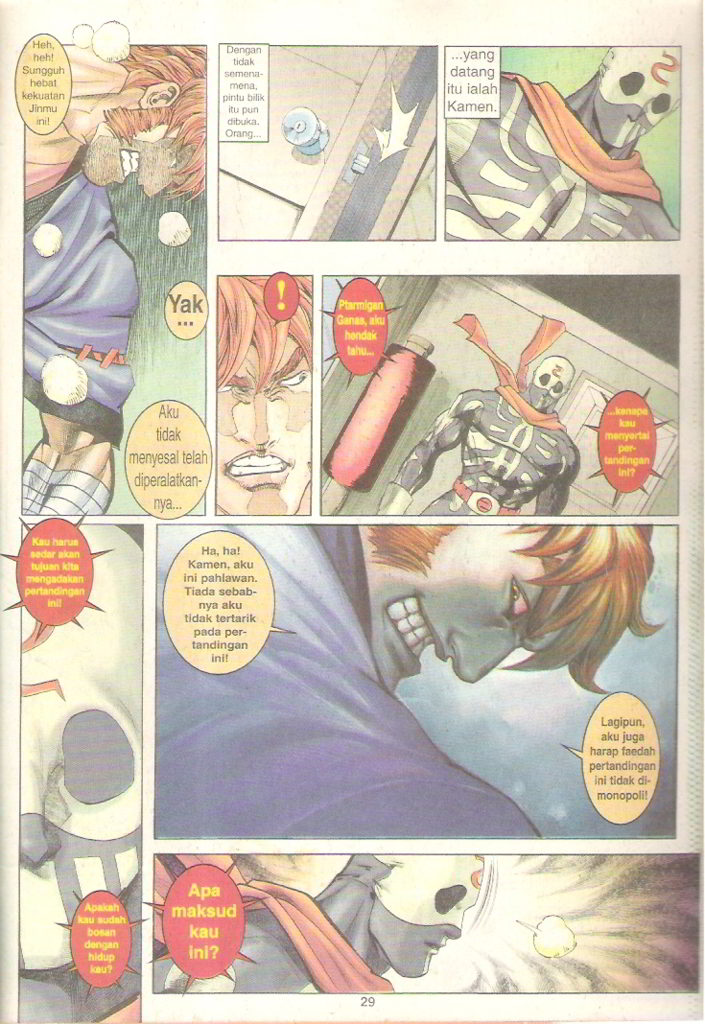 Heh,
heh!
Sungguh
hebat
kekuatan
Jinmu
ini!
Yak
...
Aku
tidak
menyesal telah
diperalatkan-
nya...
Dengan
tidak
semena-
mena,
pintu bilik
itu pun
dibuka.
Orang...
...yang
datang
itu ialah
Kamen.
!
Ptarmigan
Ganas, aku
hendak
tahu...
...kenapa
kau
menyertai
per-
tandingan
ini?
Kau harus
sedar akan
tujuan kita
mengadakan
pertandingan
ini!
Apakah
kau sudah
bosan
dengan
hidup
kau?
Ha, ha!
Kamen, aku
ini pahlawan.
Tiada sebab-
nya aku
tidak tertarik
pada per-
tandingan
ini!
Lagipun,
aku juga
harap faedah
pertandingan
ini tidak di-
monopoli!
Apa
maksud
kau
ini?
29